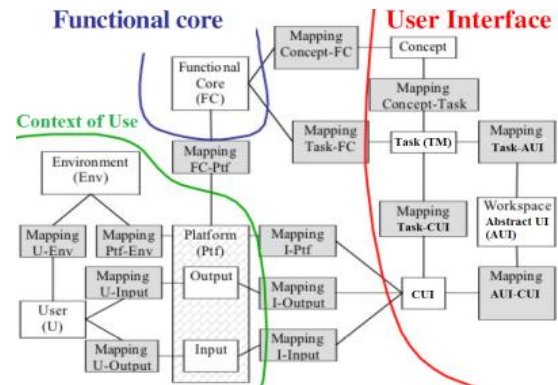 Functional core
User Interface
Mapping
Concept-FC
Concept
Functional
Core
(FC)
Mapping
Concept-Task
Context of Use
Mapping
Task-FC
Task (TM)
Mapping
Task-AUI
Environment
(Env)
Mapping
FC-Ptf
Workspace
Abstract UI
(AUI)
Mapping
Task-CUI
Mapping
U-Env
Mapping
Ptf-Env
Platform
(Ptf)
Mapping
I-Ptf
Mapping
U-Input
Output
Mapping
I-Output
CUI
Mapping
AUI-CUI
User
(U)
Mapping
U-Output
Input
Mapping
I-Input